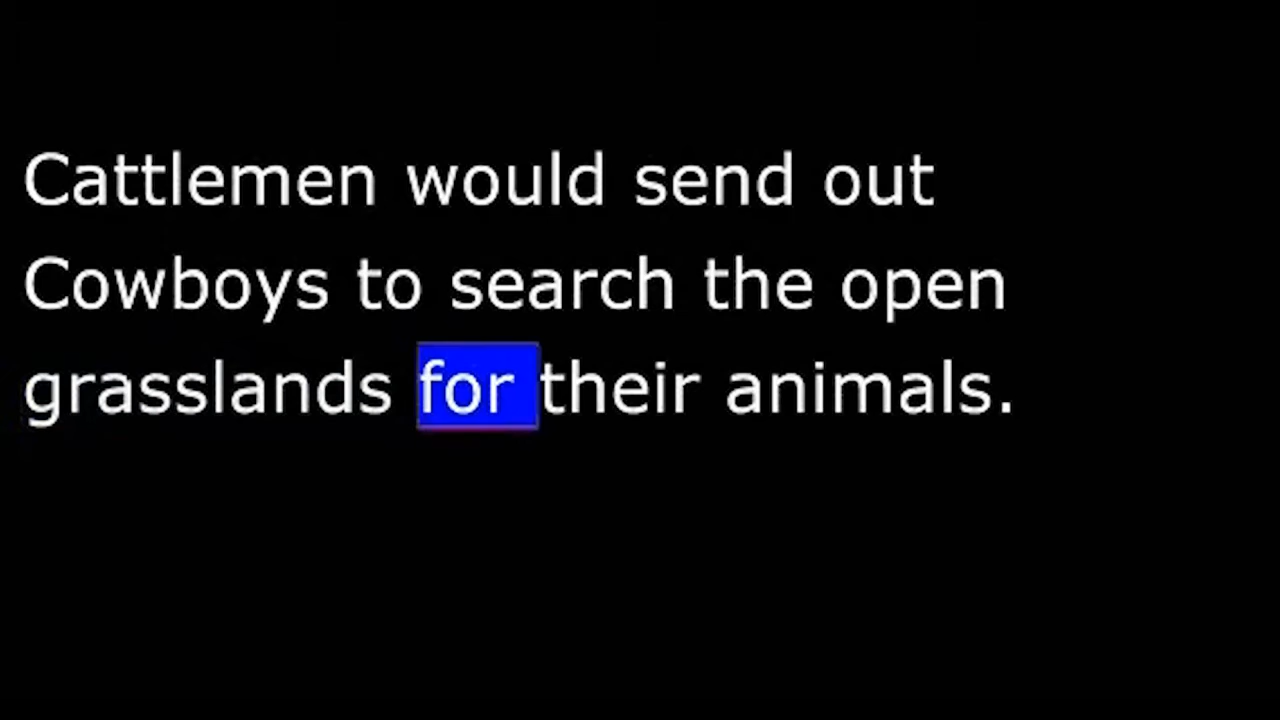 Cattlemen would send out
Cowboys to search the open
grasslands for their animals.